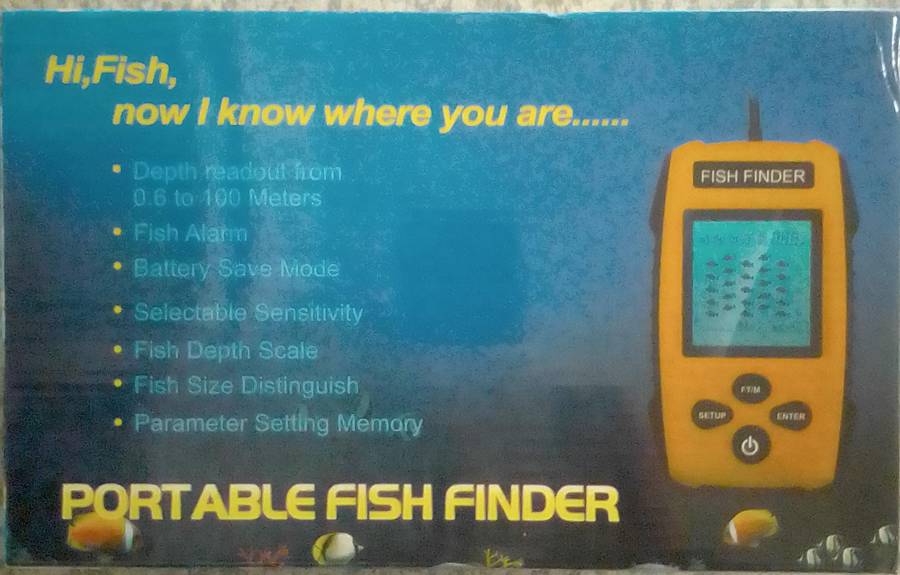 Hi,Fish,
now I know where you are......
• Depth readout from
0.6 to 100 Meters
• Fish Alarm
• Battery Save Mode
• Selectable Sensitivity
• Fish Depth Scale
• Fish Size Distinguish
• Parameter Setting Memory
PORTABLE FISH FINDER
FISH FINDER
FT/M
SETUP
ENTER